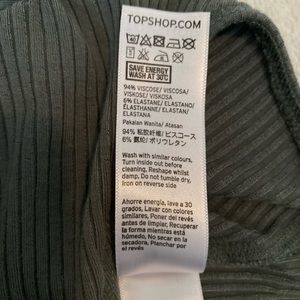 TOPSHOP.COM
40
SAVE ENERGY
WASH AT 30°C
94% VISCOSE/ VISCOSA/
VISKOSE/ VISKOSA
6% ELASTANE/ ELASTANO/
ELASTHANNE/ ELASTAN/
ELASTANA
Pakaian Wanita/ Atasan
94% 粘胶纤维/ ビスコース
6% 氨纶/ ポリウレタン
Wash with similar colours,
Turn inside out before
cleaning, Reshape whilst
damp, Do not tumble dry,
Iron on reverse side
Ahorre energía, lava a 30
grados, Lavar con colores
similares, Poner del revés
antes de limpiar, Recuperar
la forma mientras está
húmedo, No secar en la
secadora, Planchar por
el revés